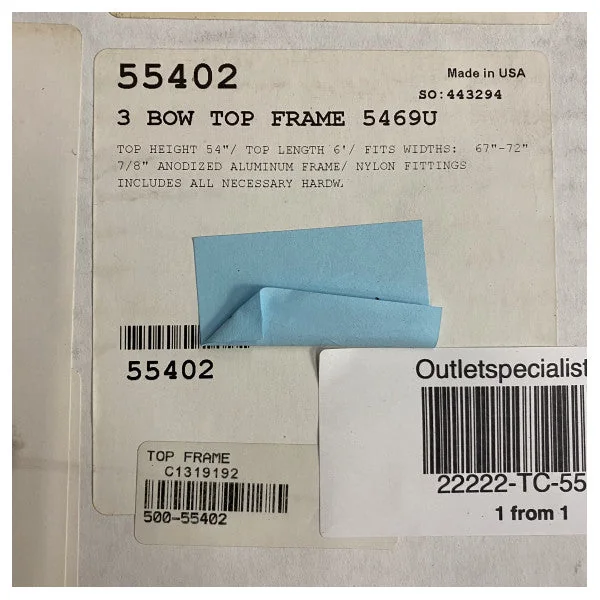 55402
Made in USA
SO:443294
3 BOW TOP FRAME 5469U
TOP HEIGHT 54"/ TOP LENGTH 6'/ FITS WIDTHS: 67"-72"
7/8" ANODIZED ALUMINUM FRAME/ NYLON FITTINGS
INCLUDES ALL NECESSARY HARDW.
55402
Outletspecialist
22222-TC-55
1 from 1
TOP FRAME
C1319192
500-55402